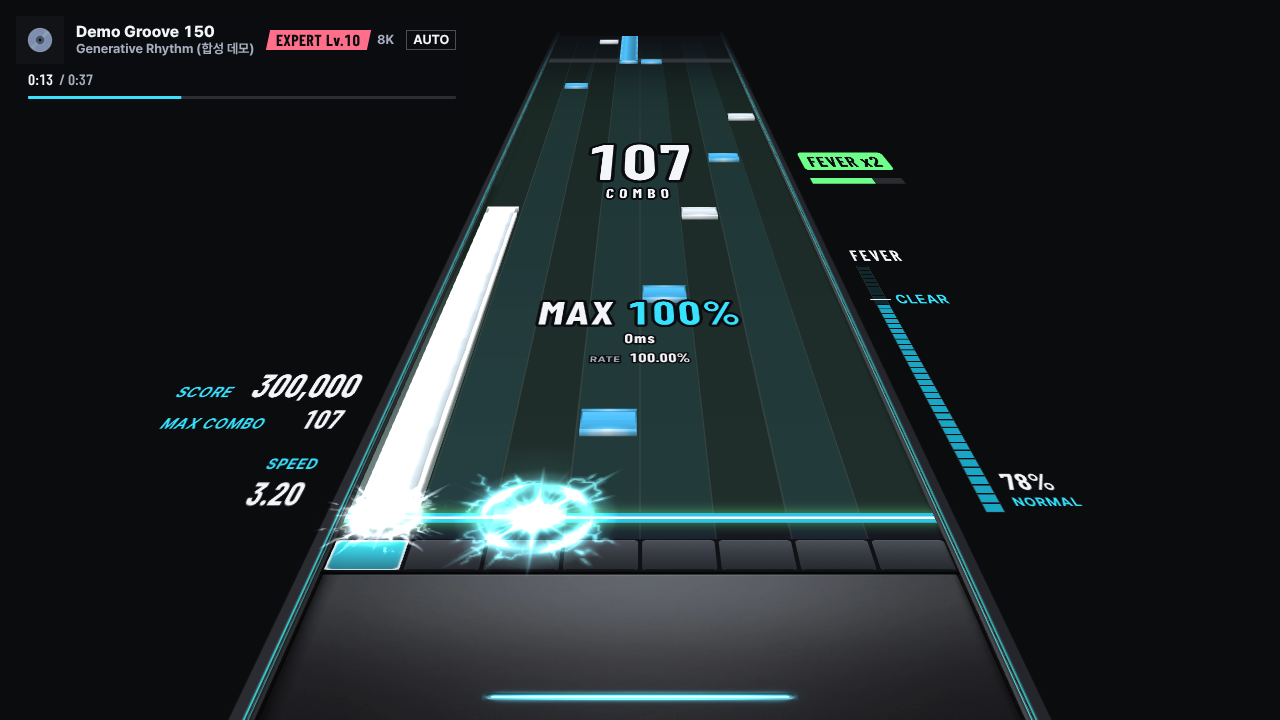 Demo Groove 150
Generative Rhythm (합성 데모)
EXPERT Lv.10
8K
AUTO
0:13 / 0:37
107
COMBO
FEVER x2
FEVER
CLEAR
MAX 100%
0ms
RATE 100.00%
SCORE 300,000
MAX COMBO 107
SPEED
3.20
78%
NORMAL